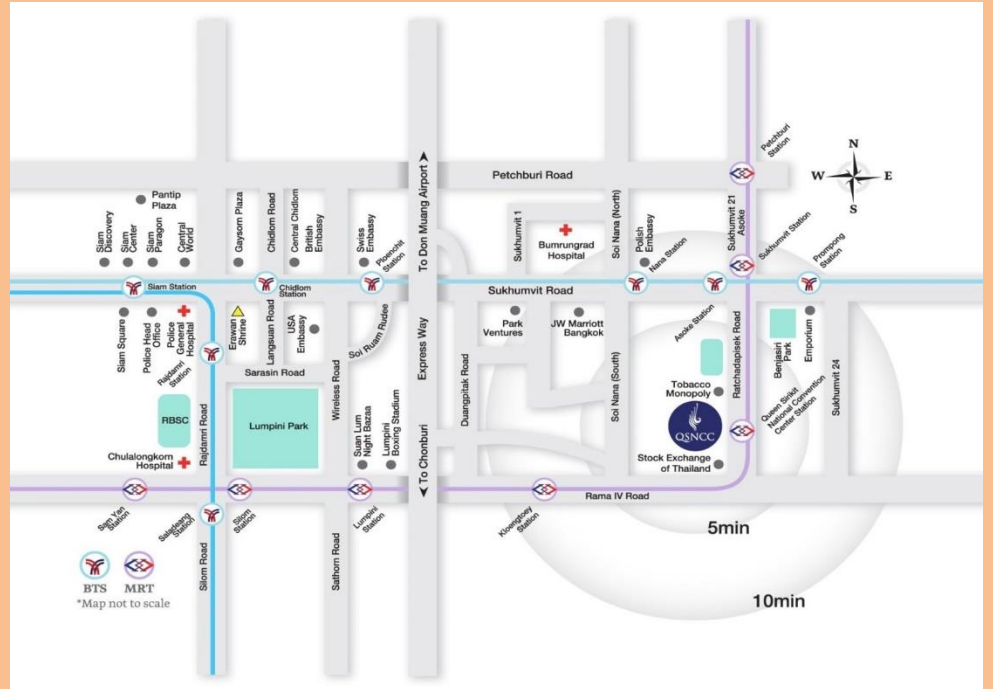 N
W
E
S
Petchburi
Station
Petchburi Road
To Don Muang Airport
Pantip
Plaza
Siam
Discovery
Siam
Center
Siam
Paragon
Central
World
Gaysorn Plaza
Chidlom Road
Central Chidlom
British
Embassy
Swiss
Embassy
Ploenchit
Station
Sukhumvit 1
Bumrungrad
Hospital
Soi Nana (North)
Polish
Embassy
Nana Station
Sukhumvit 21
Asoke
Sukhumvit Station
Prompong
Station
Siam Station
Chidlom
Station
Sukhumvit Road
Siam Square
Police Head
Office
Police
General
Hospital
Rajdamri
Station
Erawan
Shrine
Langsuan Road
USA
Embassy
Soi Ruam Rudee
Express Way
Park
Ventures
JW Marriott
Bangkok
Asoke Station
Ratchadapisek Road
Benjasiri
Park
Emporium
Sarasin Road
Wireless Road
Duangpitak Road
Soi Nana (South)
Tobacco
Monopoly
QSNCC
Queen Sirikit
National Convention
Center Station
Sukhumvit 24
RBSC
Rajdamri Road
Lumpini Park
Suan Lum
Night Bazaa
Lumpini
Boxing Stadium
To Chonburi
Chulalongkorn
Hospital
Stock Exchange
of Thailand
Rama IV Road
Sam Yan
Station
Saladeang
Station
Silom
Station
Lumpini
Station
Kloengtoey
Station
5min
10min
Silom Road
Sathorn Road
BTS
MRT
*Map not to scale